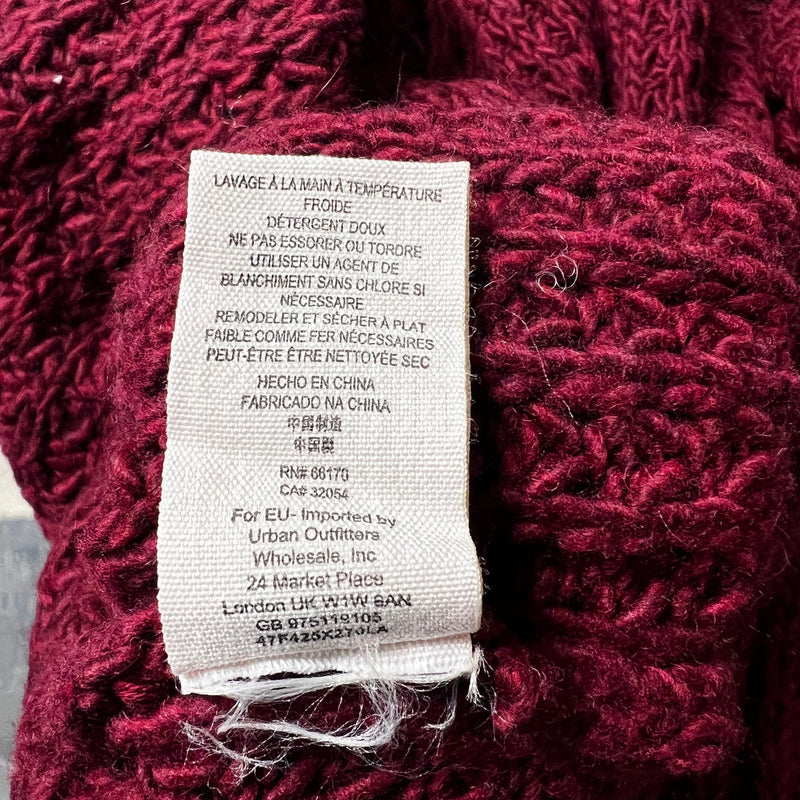 LAVAGE À LA MAIN À TEMPÉRATURE
FROIDE
DÉTERGENT DOUX
NE PAS ESSORER OU TORDRE
UTILISER UN AGENT DE
BLANCHIMENT SANS CHLORE SI
NÉCESSAIRE
REMODELER ET SÉCHER À PLAT
FAIBLE COMME FER NÉCESSAIRES
PEUT-ÊTRE ÊTRE NETTOYÉE SEC
HECHO EN CHINA
FABRICADO NA CHINA
中国制造
中國製
RN# 66170
CA# 32054
For EU- Imported by
Urban Outfitters
Wholesale, Inc
24 Market Place
London UK W1W 8AN
GB 975119105
47F425X270LA